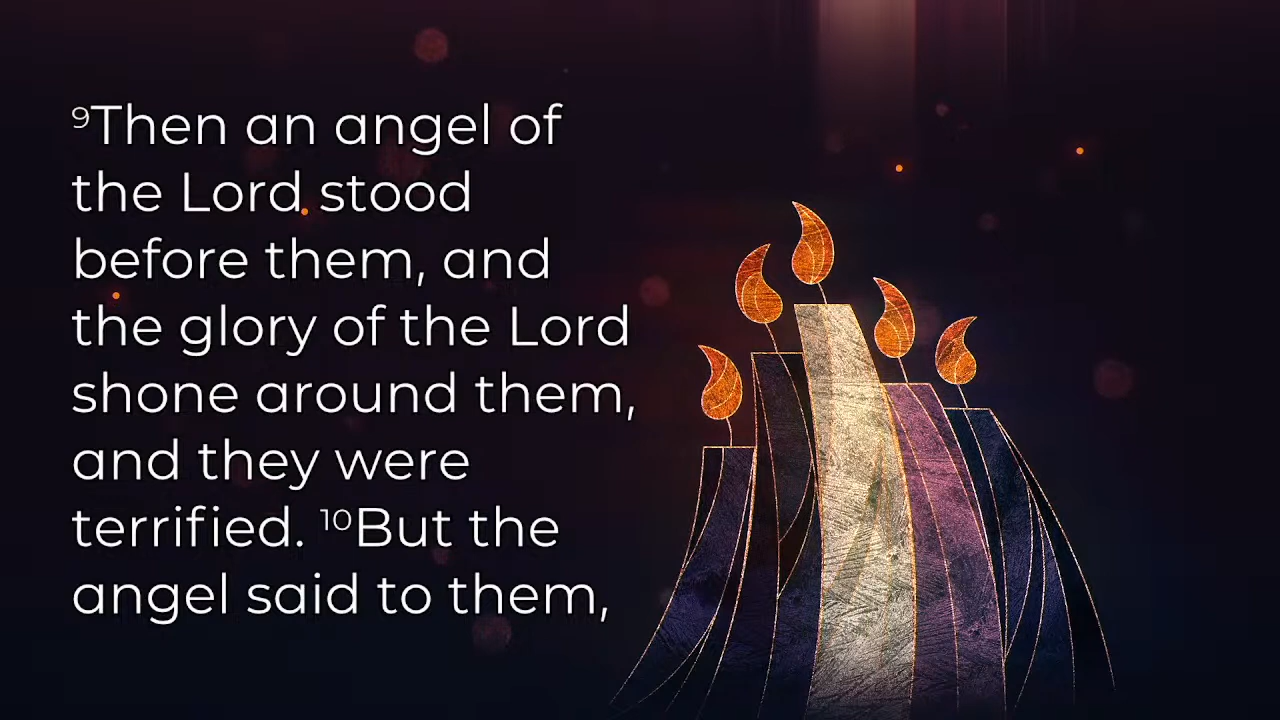 ⁹Then an angel of
the Lord stood
before them, and
the glory of the Lord
shone around them,
and they were
terrified. ¹⁰But the
angel said to them,